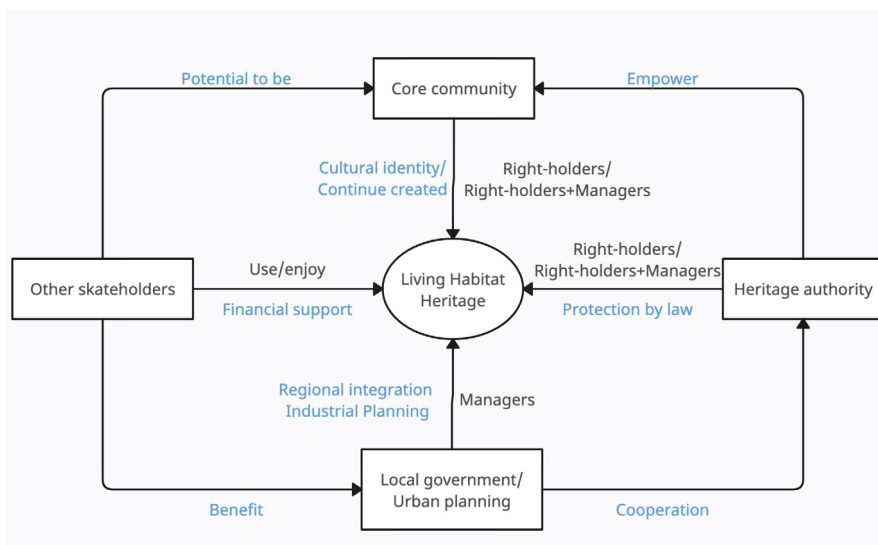 Potential to be
Core community
Empower
Cultural identity/
Continue created
Right-holders/
Right-holders+Managers
Other skateholders
Use/enjoy
Financial support
Living Habitat
Heritage
Right-holders/
Right-holders+Managers
Protection by law
Heritage authority
Regional integration
Industrial Planning
Managers
Local government/
Urban planning
Benefit
Cooperation